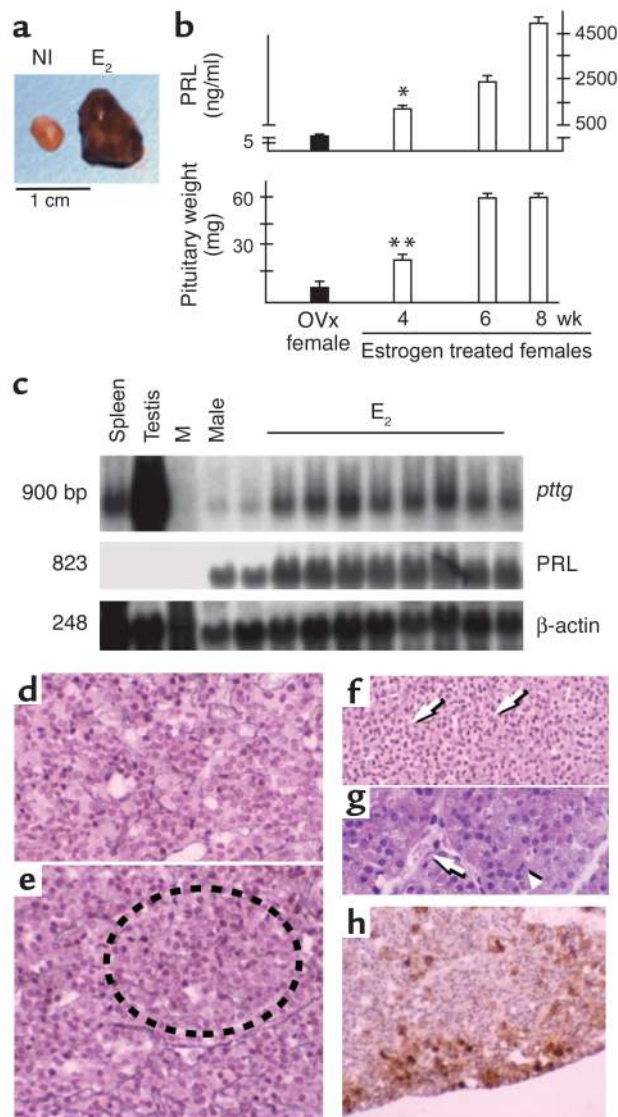 a
NI E₂
1 cm
b
PRL
(ng/ml)
5
4500
2500
500
*
Pituitary weight
(mg)
60
30
**
OVx
female
4 6 8 wk
Estrogen treated females
c
Spleen
Testis
M
Male
E₂
900 bp
pttg
823
PRL
248
β-actin
d
e
f
g
h